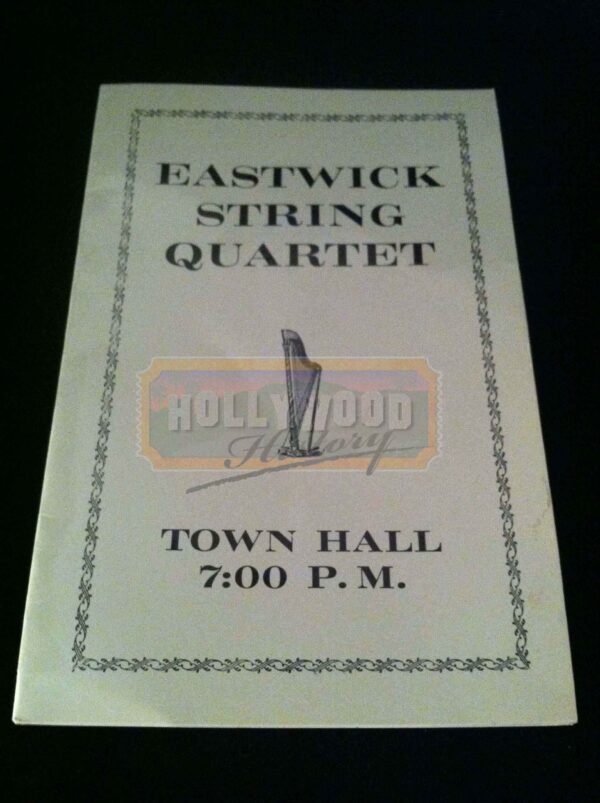 EASTWICK
STRING
QUARTET
HOLLYWOOD
History
TOWN HALL
7:00 P.M.